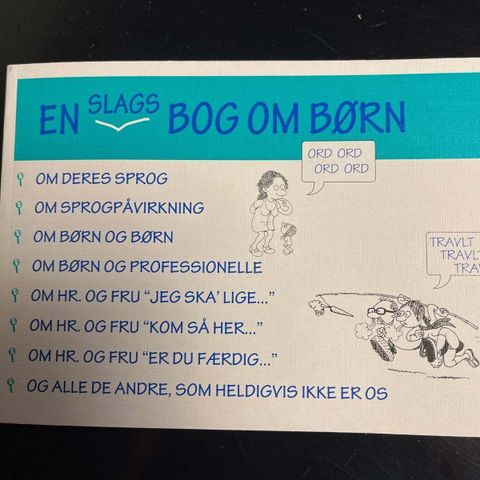 EN SLAGS BOG OM BØRN
ORD ORD
ORD ORD
OM DERES SPROG
OM SPROGPÅVIRKNING
OM BØRN OG BØRN
OM BØRN OG PROFESSIONELLE
OM HR. OG FRU “JEG SKA’ LIGE...”
OM HR. OG FRU “KOM SÅ HER...”
OM HR. OG FRU “ER DU FÆRDIG...”
OG ALLE DE ANDRE, SOM HELDIGVIS IKKE ER OS
TRAVLT
TRAVL
TRA